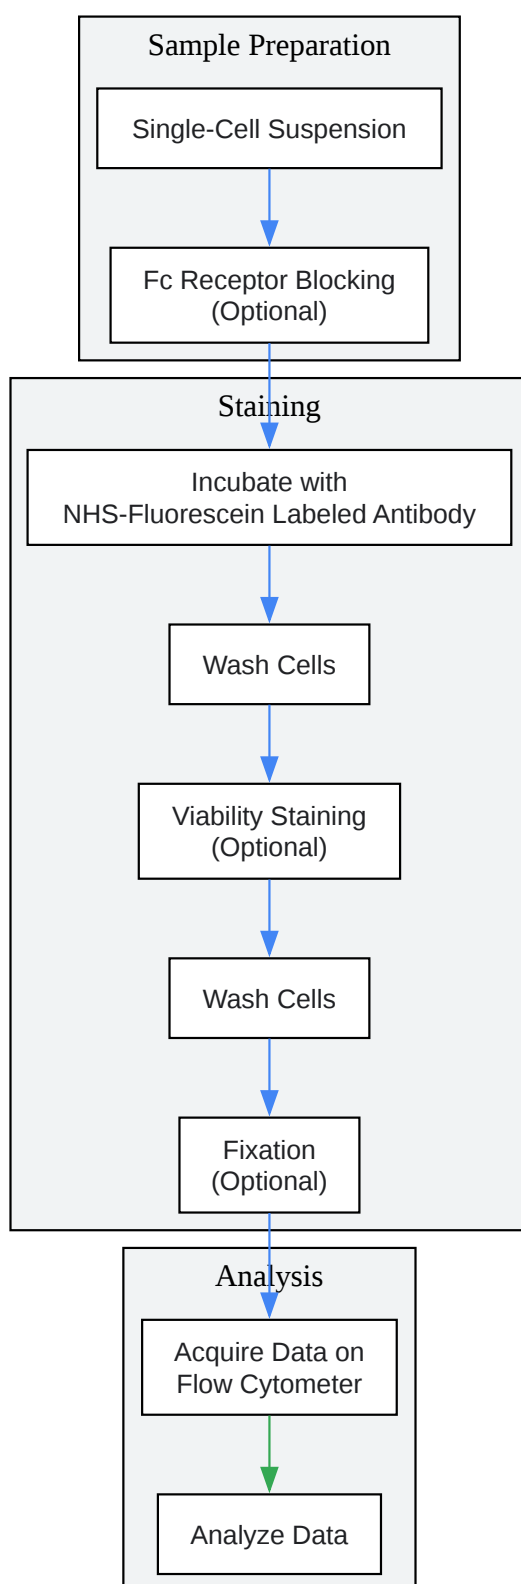 Sample Preparation
Single-Cell Suspension
Fc Receptor Blocking
(Optional)
Staining
Incubate with
NHS-Fluorescein Labeled Antibody
Wash Cells
Viability Staining
(Optional)
Wash Cells
Fixation
(Optional)
Analysis
Acquire Data on
Flow Cytometer
Analyze Data